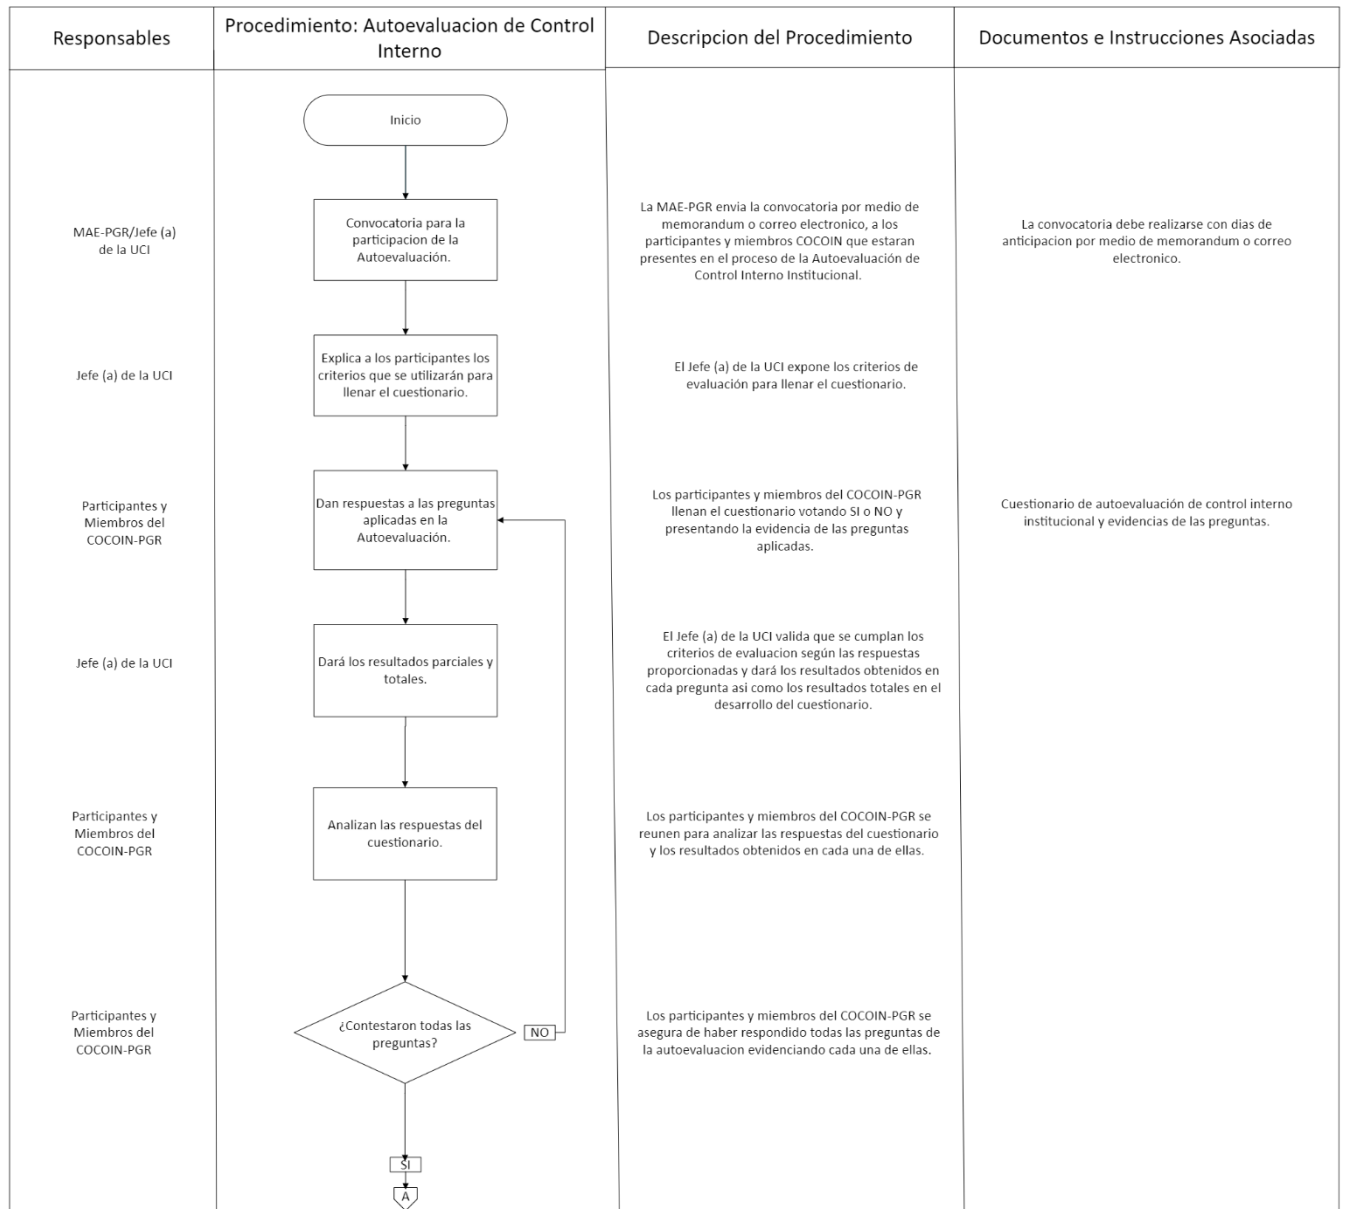 Responsables
Procedimiento: Autoevaluacion de Control
Interno
Descripcion del Procedimiento
Documentos e Instrucciones Asociadas
Inicio
MAE-PGR/Jefe (a)
de la UCI
Convocatoria para la
participacion de la
Autoevaluación.
La MAE-PGR envia la convocatoria por medio de
memorandum o correo electronico, a los
participantes y miembros COCOIN que estaran
presentes en el proceso de la Autoevaluación de
Control Interno Institucional.
La convocatoria debe realizarse con dias de
anticipacion por medio de memorandum o correo
electronico.
Jefe (a) de la UCI
Explica a los participantes los
criterios que se utilizarán para
llenar el cuestionario.
El Jefe (a) de la UCI expone los criterios de
evaluación para llenar el cuestionario.
Participantes y
Miembros del
COCOIN-PGR
Dan respuestas a las preguntas
aplicadas en la
Autoevaluación.
Los participantes y miembros del COCOIN-PGR
llenan el cuestionario votando SI o NO y
presentando la evidencia de las preguntas
aplicadas.
Cuestionario de autoevaluación de control interno
institucional y evidencias de las preguntas.
Jefe (a) de la UCI
Dará los resultados parciales y
totales.
El Jefe (a) de la UCI valida que se cumplan los
criterios de evaluacion según las respuestas
proporcionadas y dará los resultados obtenidos en
cada pregunta asi como los resultados totales en el
desarrollo del cuestionario.
Participantes y
Miembros del
COCOIN-PGR
Analizan las respuestas del
cuestionario.
Los participantes y miembros del COCOIN-PGR se
reunen para analizar las respuestas del cuestionario
y los resultados obtenidos en cada una de ellas.
Participantes y
Miembros del
COCOIN-PGR
¿Contestaron todas las
preguntas?
NO
Los participantes y miembros del COCOIN-PGR se
asegura de haber respondido todas las preguntas de
la autoevaluacion evidenciando cada una de ellas.
SI
A